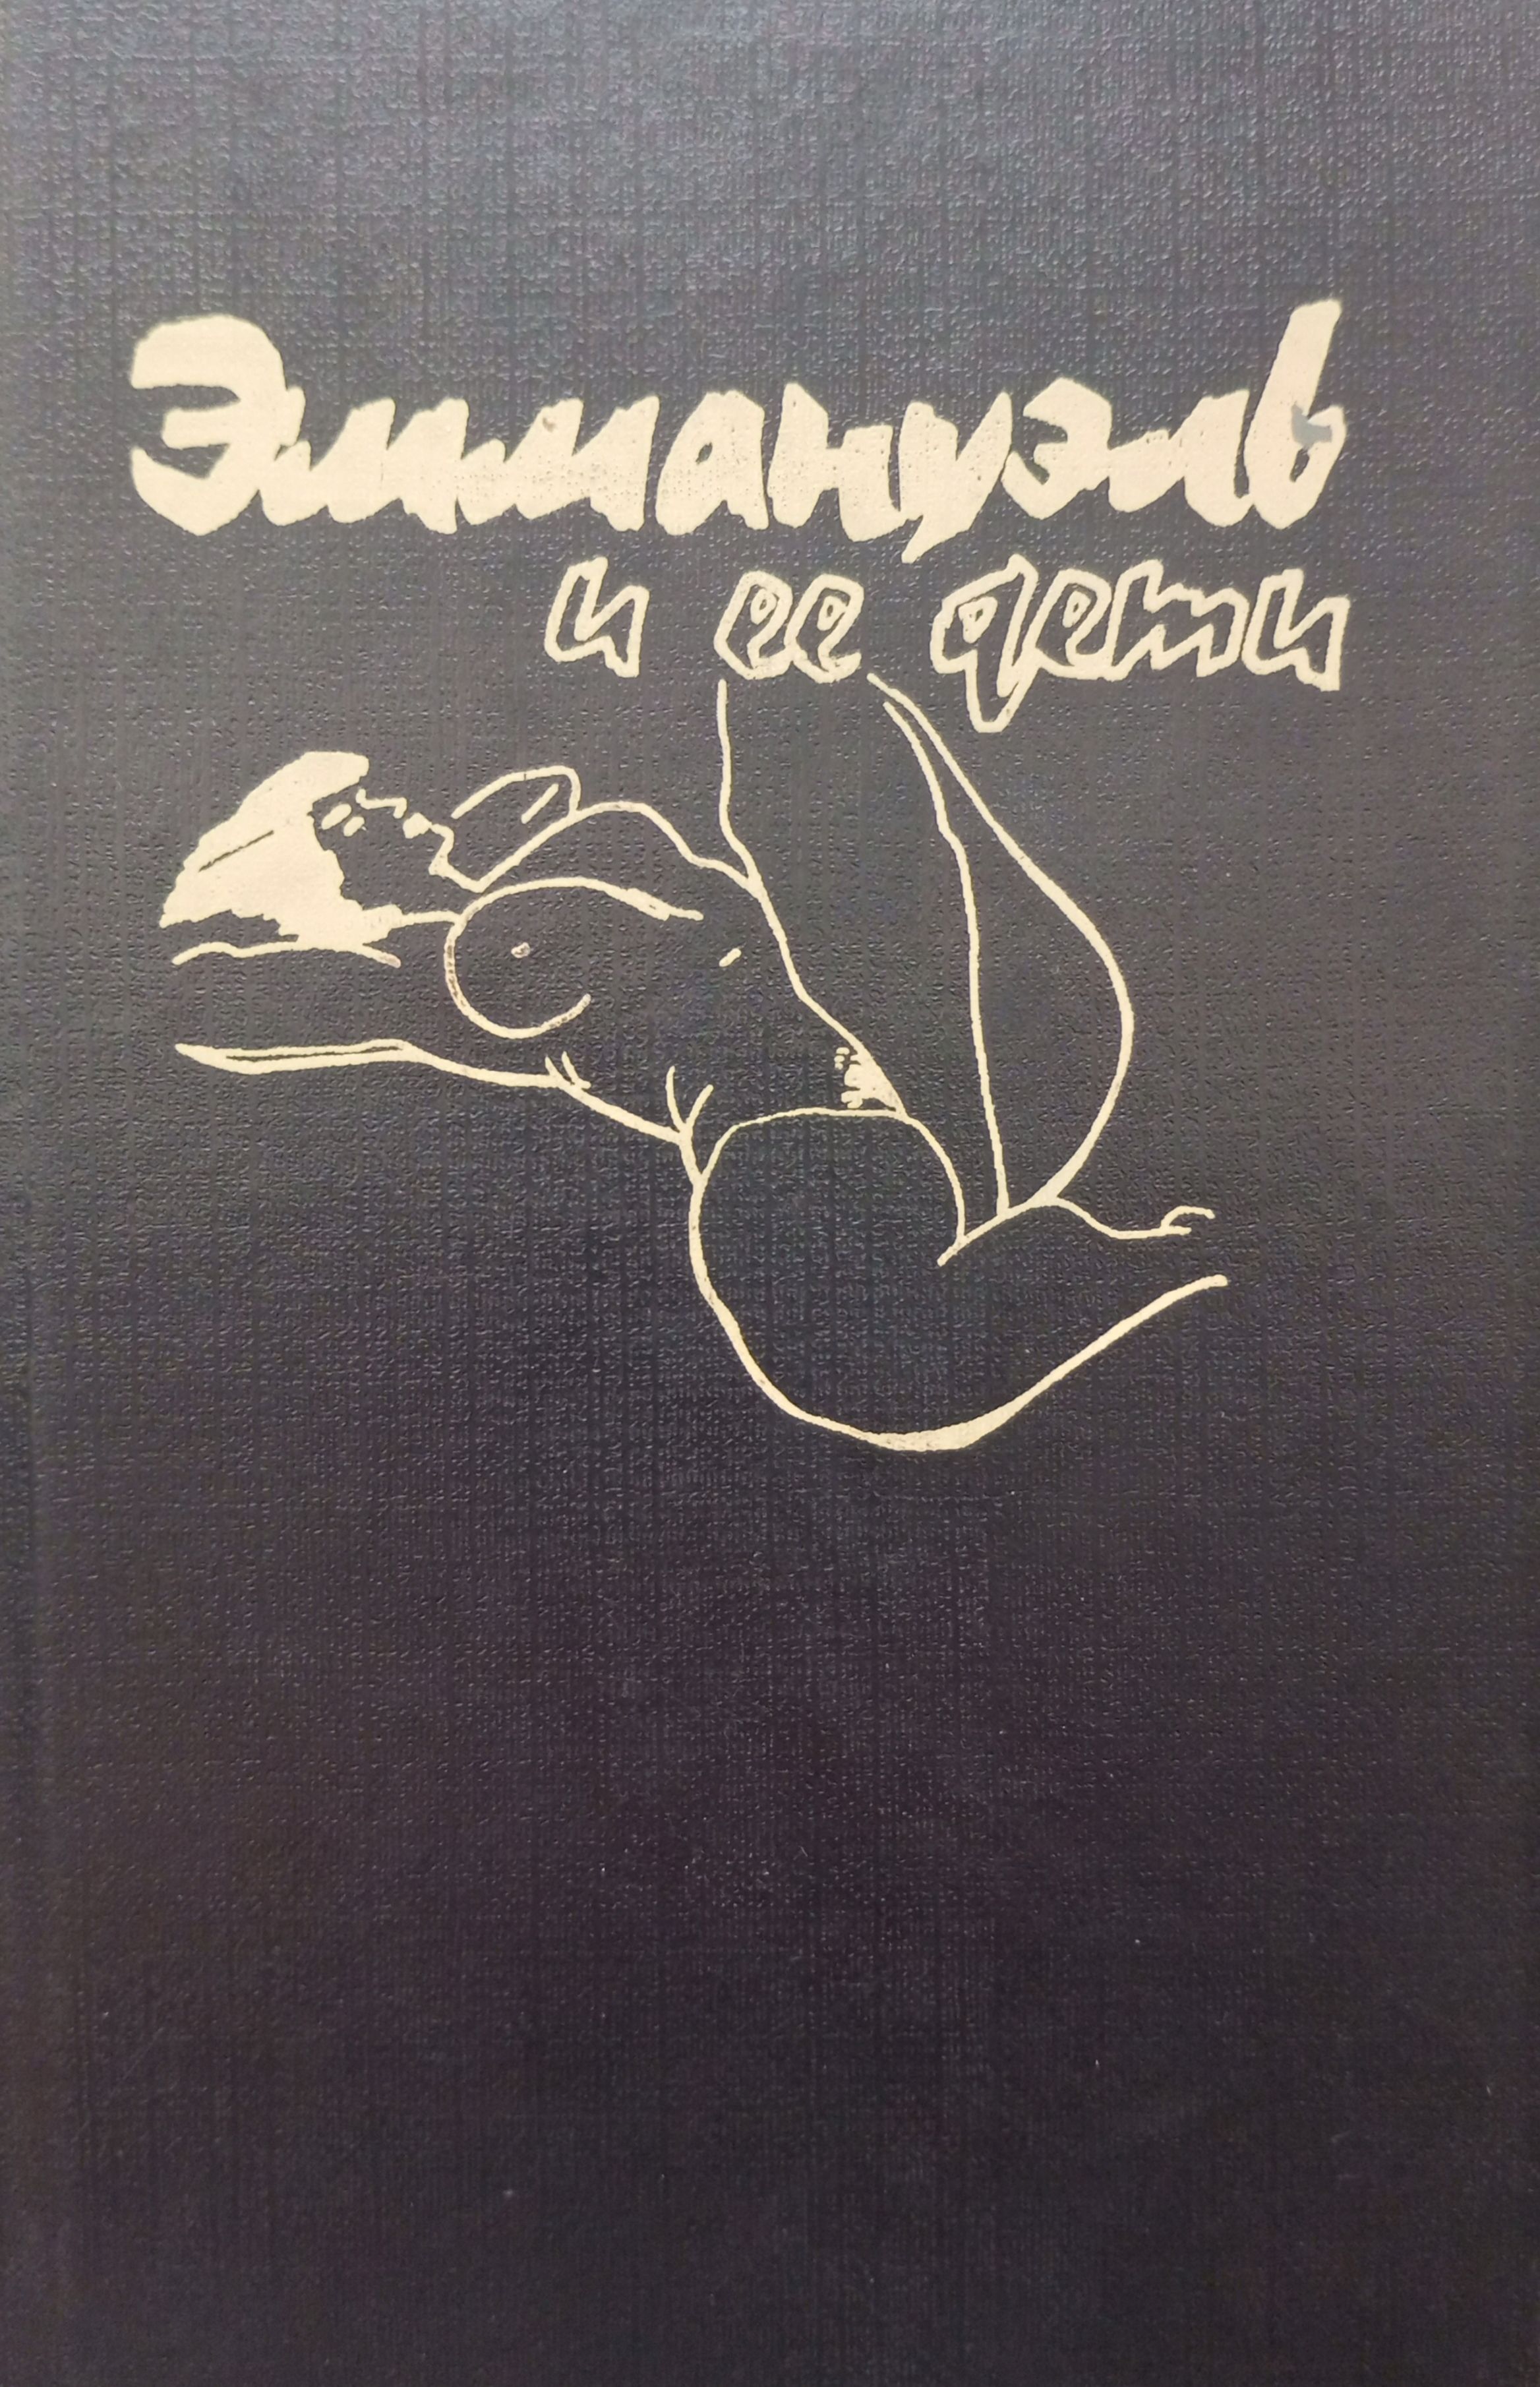 Эммануэль
и ее дети